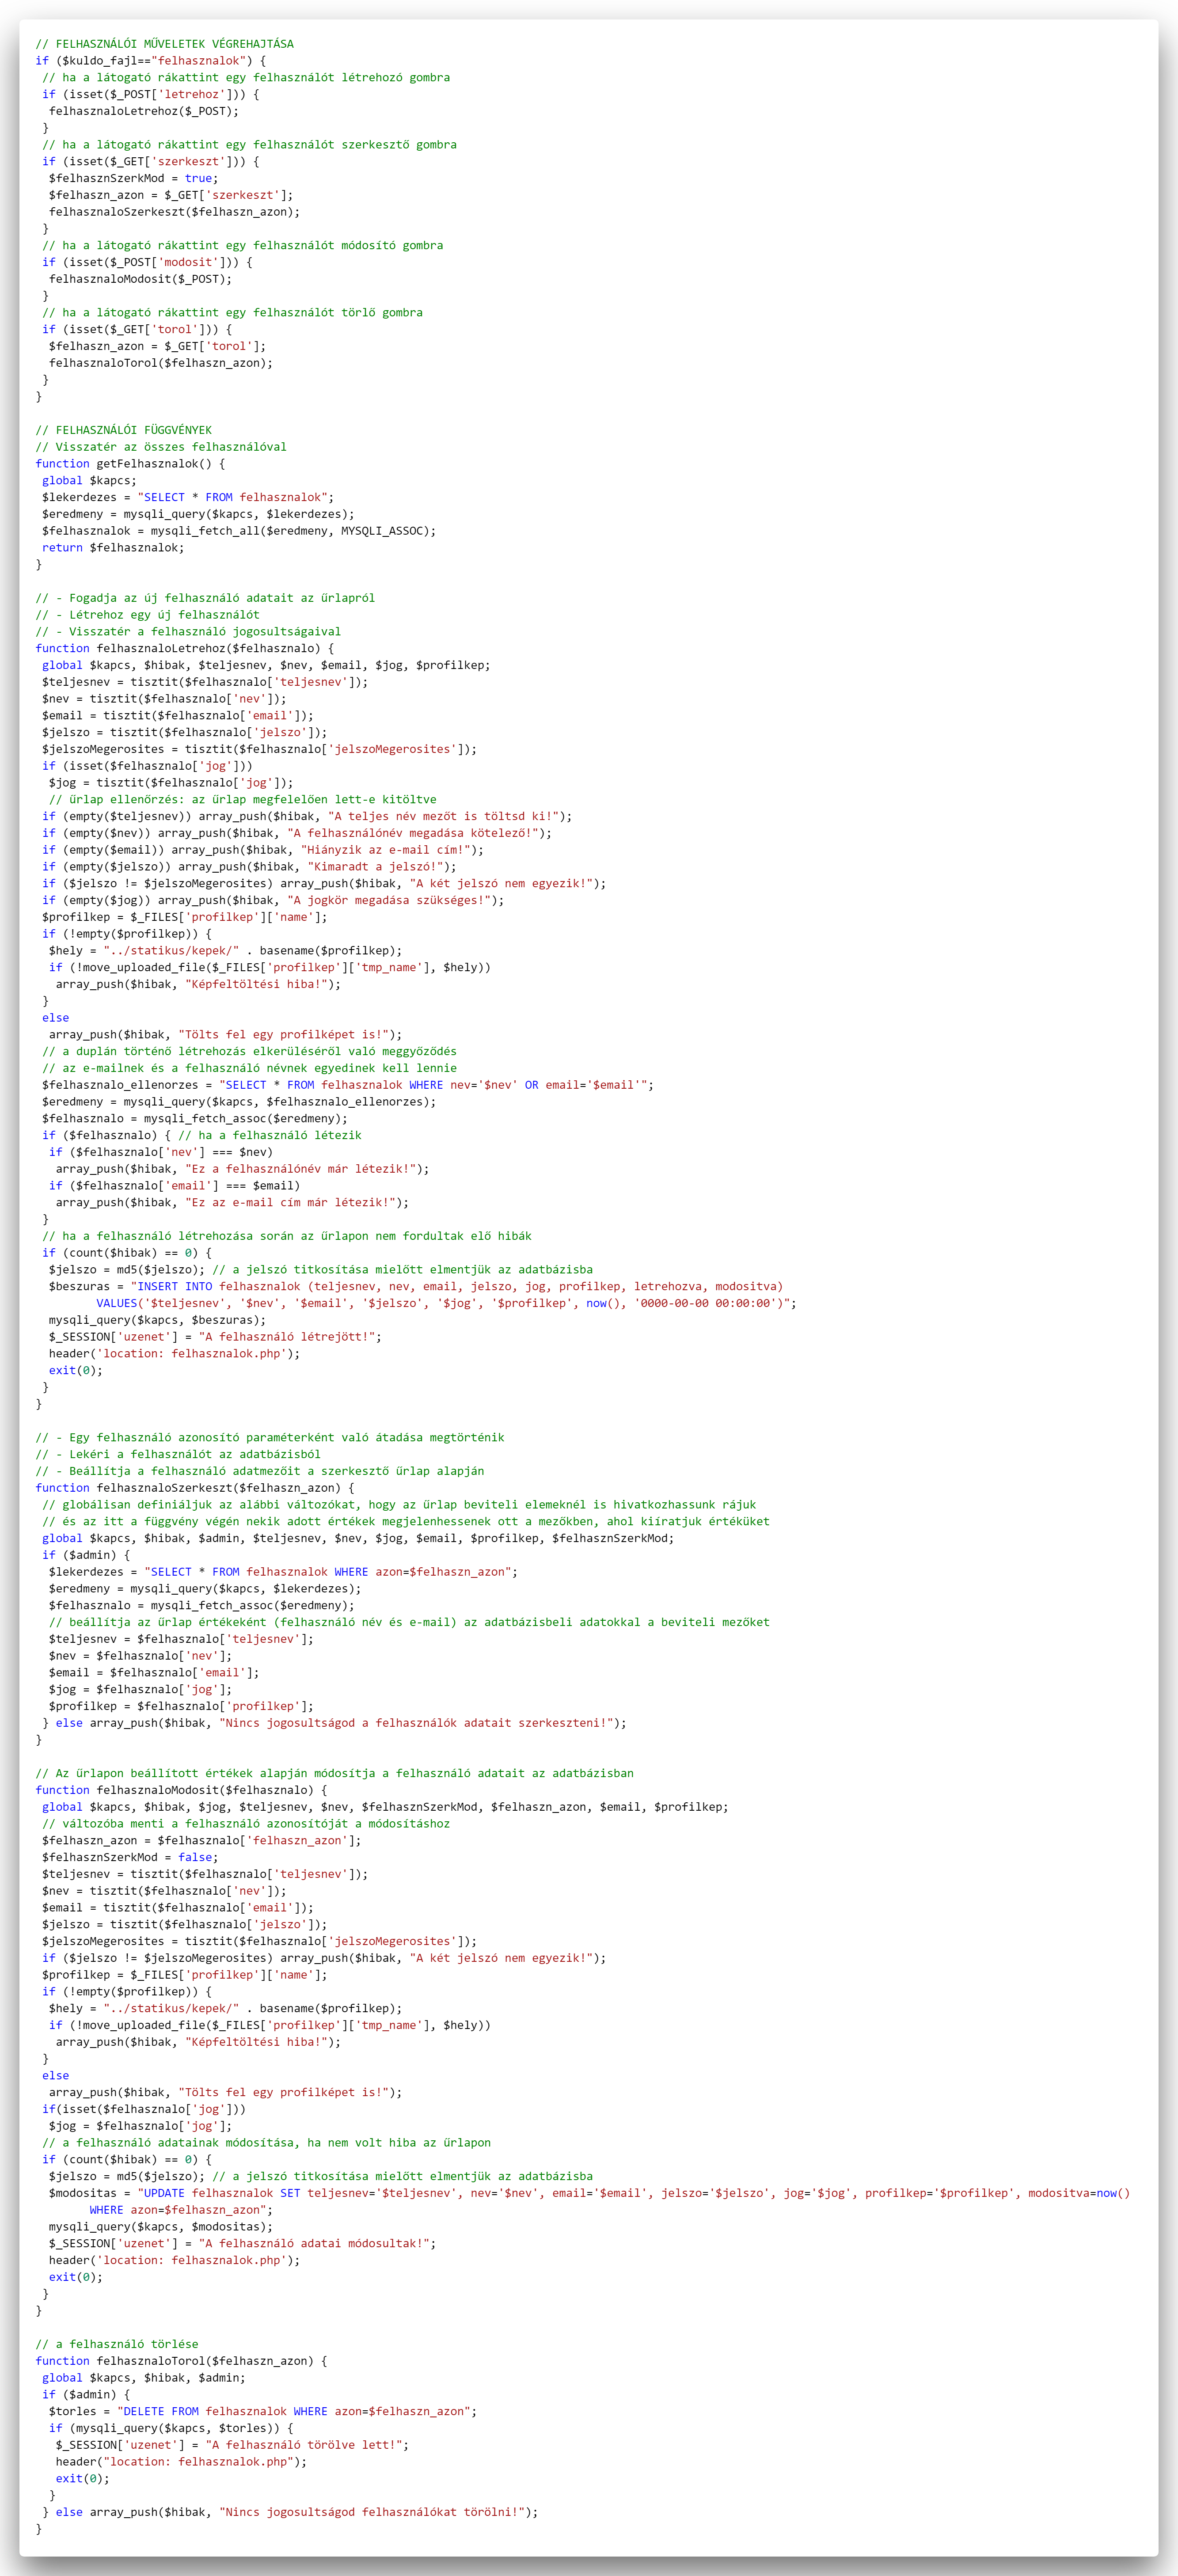 // FELHASZNÁLÓI MŰVELETEK VÉGREHAJTÁSA
if ($kuldo_fajl=="felhasznalok") {
 // ha a látogató rákattint egy felhasználót létrehozó gombra
 if (isset($_POST['letrehoz'])) {
  felhasznaloLetrehoz($_POST);
 }
 // ha a látogató rákattint egy felhasználót szerkesztő gombra
 if (isset($_GET['szerkeszt'])) {
  $felhasznSzerkMod = true;
  $felhaszn_azon = $_GET['szerkeszt'];
  felhasznaloSzerkeszt($felhaszn_azon);
 }
 // ha a látogató rákattint egy felhasználót módosító gombra
 if (isset($_POST['modosit'])) {
  felhasznaloModosit($_POST);
 }
 // ha a látogató rákattint egy felhasználót törlő gombra
 if (isset($_GET['torol'])) {
  $felhaszn_azon = $_GET['torol'];
  felhasznaloTorol($felhaszn_azon);
 }
}

// FELHASZNÁLÓI FÜGGVÉNYEK
// Visszatér az összes felhasználóval
function getFelhasznalok() {
 global $kapcs;
 $lekerdezes = "SELECT * FROM felhasznalok";
 $eredmeny = mysqli_query($kapcs, $lekerdezes);
 $felhasznalok = mysqli_fetch_all($eredmeny, MYSQLI_ASSOC);
 return $felhasznalok;
}

// - Fogadja az új felhasználó adatait az űrlapról
// - Létrehoz egy új felhasználót
// - Visszatér a felhasználó jogosultságaival
function felhasznaloLetrehoz($felhasznalo) {
 global $kapcs, $hibak, $teljesnev, $nev, $email, $jog, $profilkep;
 $teljesnev = tisztit($felhasznalo['teljesnev']);
 $nev = tisztit($felhasznalo['nev']);
 $email = tisztit($felhasznalo['email']);
 $jelszo = tisztit($felhasznalo['jelszo']);
 $jelszoMegerosites = tisztit($felhasznalo['jelszoMegerosites']);
 if (isset($felhasznalo['jog']))
  $jog = tisztit($felhasznalo['jog']);
  // űrlap ellenőrzés: az űrlap megfelelően lett-e kitöltve
 if (empty($teljesnev)) array_push($hibak, "A teljes név mezőt is töltsd ki!");
 if (empty($nev)) array_push($hibak, "A felhasználónév megadása kötelező!");
 if (empty($email)) array_push($hibak, "Hiányzik az e-mail cím!");
 if (empty($jelszo)) array_push($hibak, "Kimaradt a jelszó!");
 if ($jelszo != $jelszoMegerosites) array_push($hibak, "A két jelszó nem egyezik!");
 if (empty($jog)) array_push($hibak, "A jogkör megadása szükséges!");
 $profilkep = $_FILES['profilkep']['name'];
 if (!empty($profilkep)) {
  $hely = "../statikus/kepek/" . basename($profilkep);
  if (!move_uploaded_file($_FILES['profilkep']['tmp_name'], $hely))
   array_push($hibak, "Képfeltöltési hiba!");
 }
 else
  array_push($hibak, "Tölts fel egy profilképet is!");
 // a duplán történő létrehozás elkerüléséről való meggyőződés
 // az e-mailnek és a felhasználó névnek egyedinek kell lennie
 $felhasznalo_ellenorzes = "SELECT * FROM felhasznalok WHERE nev='$nev' OR email='$email'";
 $eredmeny = mysqli_query($kapcs, $felhasznalo_ellenorzes);
 $felhasznalo = mysqli_fetch_assoc($eredmeny);
 if ($felhasznalo) { // ha a felhasználó létezik
  if ($felhasznalo['nev'] === $nev)
   array_push($hibak, "Ez a felhasználónév már létezik!");
  if ($felhasznalo['email'] === $email)
   array_push($hibak, "Ez az e-mail cím már létezik!");
 }
 // ha a felhasználó létrehozása során az űrlapon nem fordultak elő hibák
 if (count($hibak) == 0) {
  $jelszo = md5($jelszo); // a jelszó titkosítása mielőtt elmentjük az adatbázisba
  $beszuras = "INSERT INTO felhasznalok (teljesnev, nev, email, jelszo, jog, profilkep, letrehozva, modositva)
         VALUES('$teljesnev', '$nev', '$email', '$jelszo', '$jog', '$profilkep', now(), '0000-00-00 00:00:00')";
  mysqli_query($kapcs, $beszuras);
  $_SESSION['uzenet'] = "A felhasználó létrejött!";
  header('location: felhasznalok.php');
  exit(0);
 }
}

// - Egy felhasználó azonosító paraméterként való átadása megtörténik
// - Lekéri a felhasználót az adatbázisból
// - Beállítja a felhasználó adatmezőit a szerkesztő űrlap alapján
function felhasznaloSzerkeszt($felhaszn_azon) {
 // globálisan definiáljuk az alábbi változókat, hogy az űrlap beviteli elemeknél is hivatkozhassunk rájuk
 // és az itt a függvény végén nekik adott értékek megjelenhessenek ott a mezőkben, ahol kiíratjuk értéküket
 global $kapcs, $hibak, $admin, $teljesnev, $nev, $jog, $email, $profilkep, $felhasznSzerkMod;
 if ($admin) {
  $lekerdezes = "SELECT * FROM felhasznalok WHERE azon=$felhaszn_azon";
  $eredmeny = mysqli_query($kapcs, $lekerdezes);
  $felhasznalo = mysqli_fetch_assoc($eredmeny);
  // beállítja az űrlap értékeként (felhasználó név és e-mail) az adatbázisbeli adatokkal a beviteli mezőket
  $teljesnev = $felhasznalo['teljesnev'];
  $nev = $felhasznalo['nev'];
  $email = $felhasznalo['email'];
  $jog = $felhasznalo['jog'];
  $profilkep = $felhasznalo['profilkep'];
 } else array_push($hibak, "Nincs jogosultságod a felhasználók adatait szerkeszteni!");
}

// Az űrlapon beállított értékek alapján módosítja a felhasználó adatait az adatbázisban
function felhasznaloModosit($felhasznalo) {
 global $kapcs, $hibak, $jog, $teljesnev, $nev, $felhasznSzerkMod, $felhaszn_azon, $email, $profilkep;
 // változóba menti a felhasználó azonosítóját a módosításhoz
 $felhaszn_azon = $felhasznalo['felhaszn_azon'];
 $felhasznSzerkMod = false;
 $teljesnev = tisztit($felhasznalo['teljesnev']);
 $nev = tisztit($felhasznalo['nev']);
 $email = tisztit($felhasznalo['email']);
 $jelszo = tisztit($felhasznalo['jelszo']);
 $jelszoMegerosites = tisztit($felhasznalo['jelszoMegerosites']);
 if ($jelszo != $jelszoMegerosites) array_push($hibak, "A két jelszó nem egyezik!");
 $profilkep = $_FILES['profilkep']['name'];
 if (!empty($profilkep)) {
  $hely = "../statikus/kepek/" . basename($profilkep);
  if (!move_uploaded_file($_FILES['profilkep']['tmp_name'], $hely))
   array_push($hibak, "Képfeltöltési hiba!");
 }
 else
  array_push($hibak, "Tölts fel egy profilképet is!");
 if(isset($felhasznalo['jog']))
  $jog = $felhasznalo['jog'];
 // a felhasználó adatainak módosítása, ha nem volt hiba az űrlapon
 if (count($hibak) == 0) {
  $jelszo = md5($jelszo); // a jelszó titkosítása mielőtt elmentjük az adatbázisba
  $modositas = "UPDATE felhasznalok SET teljesnev='$teljesnev', nev='$nev', email='$email', jelszo='$jelszo', jog='$jog', profilkep='$profilkep', modositva=now()
        WHERE azon=$felhaszn_azon";
  mysqli_query($kapcs, $modositas);
  $_SESSION['uzenet'] = "A felhasználó adatai módosultak!";
  header('location: felhasznalok.php');
  exit(0);
 }
}

// a felhasználó törlése
function felhasznaloTorol($felhaszn_azon) {
 global $kapcs, $hibak, $admin;
 if ($admin) {
  $torles = "DELETE FROM felhasznalok WHERE azon=$felhaszn_azon";
  if (mysqli_query($kapcs, $torles)) {
   $_SESSION['uzenet'] = "A felhasználó törölve lett!";
   header("location: felhasznalok.php");
   exit(0);
  }
 } else array_push($hibak, "Nincs jogosultságod felhasználókat törölni!");
}